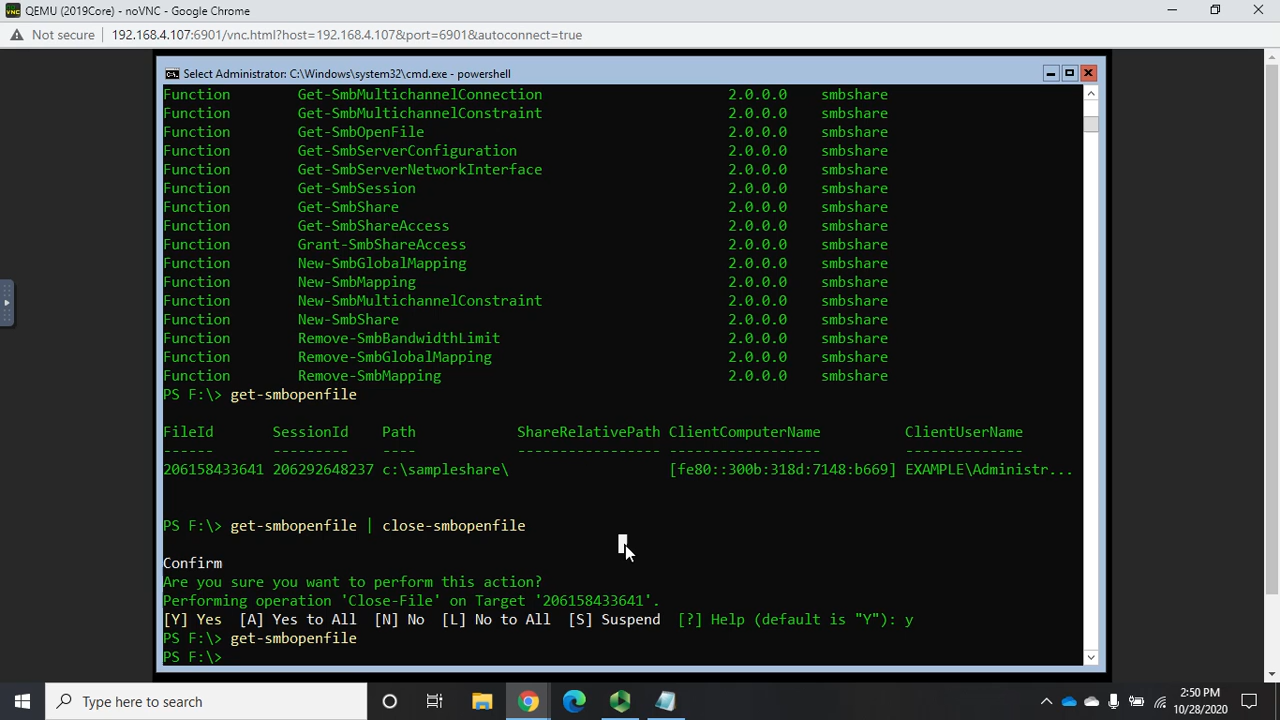 QEMU (2019Core) - noVNC - Google Chrome
Not secure 192.168.4.107:6901/vnc.html?host=192.168.4.107&port=6901&autoconnect=true
Select Administrator: C:\Windows\system32\cmd.exe - powershell
Function Get-SmbMultichannelConnection 2.0.0.0 smbshare
Function Get-SmbMultichannelConstraint 2.0.0.0 smbshare
Function Get-SmbOpenFile 2.0.0.0 smbshare
Function Get-SmbServerConfiguration 2.0.0.0 smbshare
Function Get-SmbServerNetworkInterface 2.0.0.0 smbshare
Function Get-SmbSession 2.0.0.0 smbshare
Function Get-SmbShare 2.0.0.0 smbshare
Function Get-SmbShareAccess 2.0.0.0 smbshare
Function Grant-SmbShareAccess 2.0.0.0 smbshare
Function New-SmbGlobalMapping 2.0.0.0 smbshare
Function New-SmbMapping 2.0.0.0 smbshare
Function New-SmbMultichannelConstraint 2.0.0.0 smbshare
Function New-SmbShare 2.0.0.0 smbshare
Function Remove-SmbBandwidthLimit 2.0.0.0 smbshare
Function Remove-SmbGlobalMapping 2.0.0.0 smbshare
Function Remove-SmbMapping 2.0.0.0 smbshare
PS F:\> get-smbopenfile
FileId SessionId Path ShareRelativePath ClientComputerName ClientUserName
------ --------- ---- ----------------- ------------------ --------------
206158433641 206292648237 c:\sampleshare\ [fe80::300b:318d:7148:b669] EXAMPLE\Administr...
PS F:\> get-smbopenfile | close-smbopenfile
Confirm
Are you sure you want to perform this action?
Performing operation 'Close-File' on Target '206158433641'.
[Y] Yes [A] Yes to All [N] No [L] No to All [S] Suspend [?] Help (default is "Y"): y
PS F:\> get-smbopenfile
PS F:\>
Type here to search
2:50 PM
10/28/2020